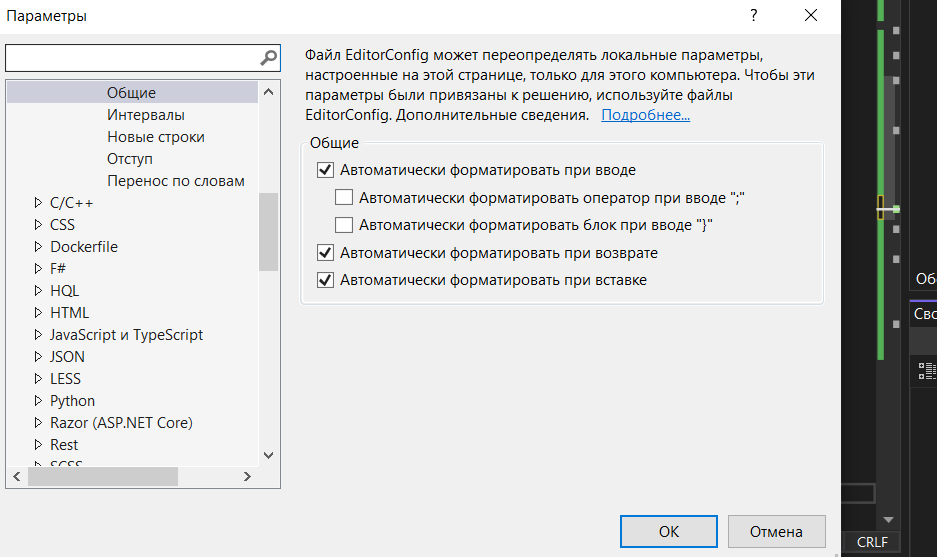 Параметры
?
Файл EditorConfig может переопределять локальные параметры,
настроенные на этой странице, только для этого компьютера. Чтобы эти
параметры были привязаны к решению, используйте файлы
EditorConfig. Дополнительные сведения. Подробнее...
Общие
Интервалы
Новые строки
Отступ
Перенос по словам
C/C++
CSS
Dockerfile
F#
HQL
HTML
JavaScript и TypeScript
JSON
LESS
Python
Razor (ASP.NET Core)
Rest
SCSS
Общие
Автоматически форматировать при вводе
Автоматически форматировать оператор при вводе ";"
Автоматически форматировать блок при вводе "}"
Автоматически форматировать при возврате
Автоматически форматировать при вставке
ОК
Отмена
Об
Сво
CRLF